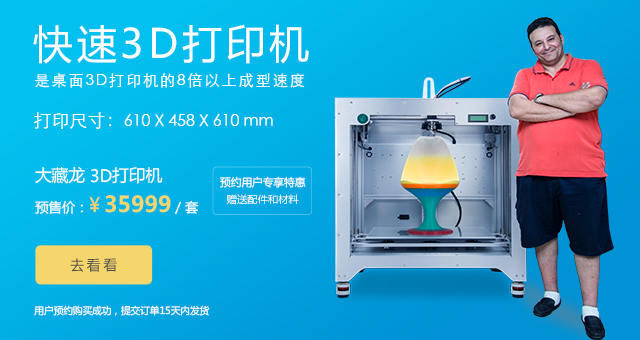 快速3D打印机
是桌面3D打印机的8倍以上成型速度
打印尺寸：610 X 458 X 610 mm
大藏龙 3D打印机
预售价：¥35999 / 套
预约用户专享特惠
赠送配件和材料
去看看
用户预约购买成功，提交订单15天内发货